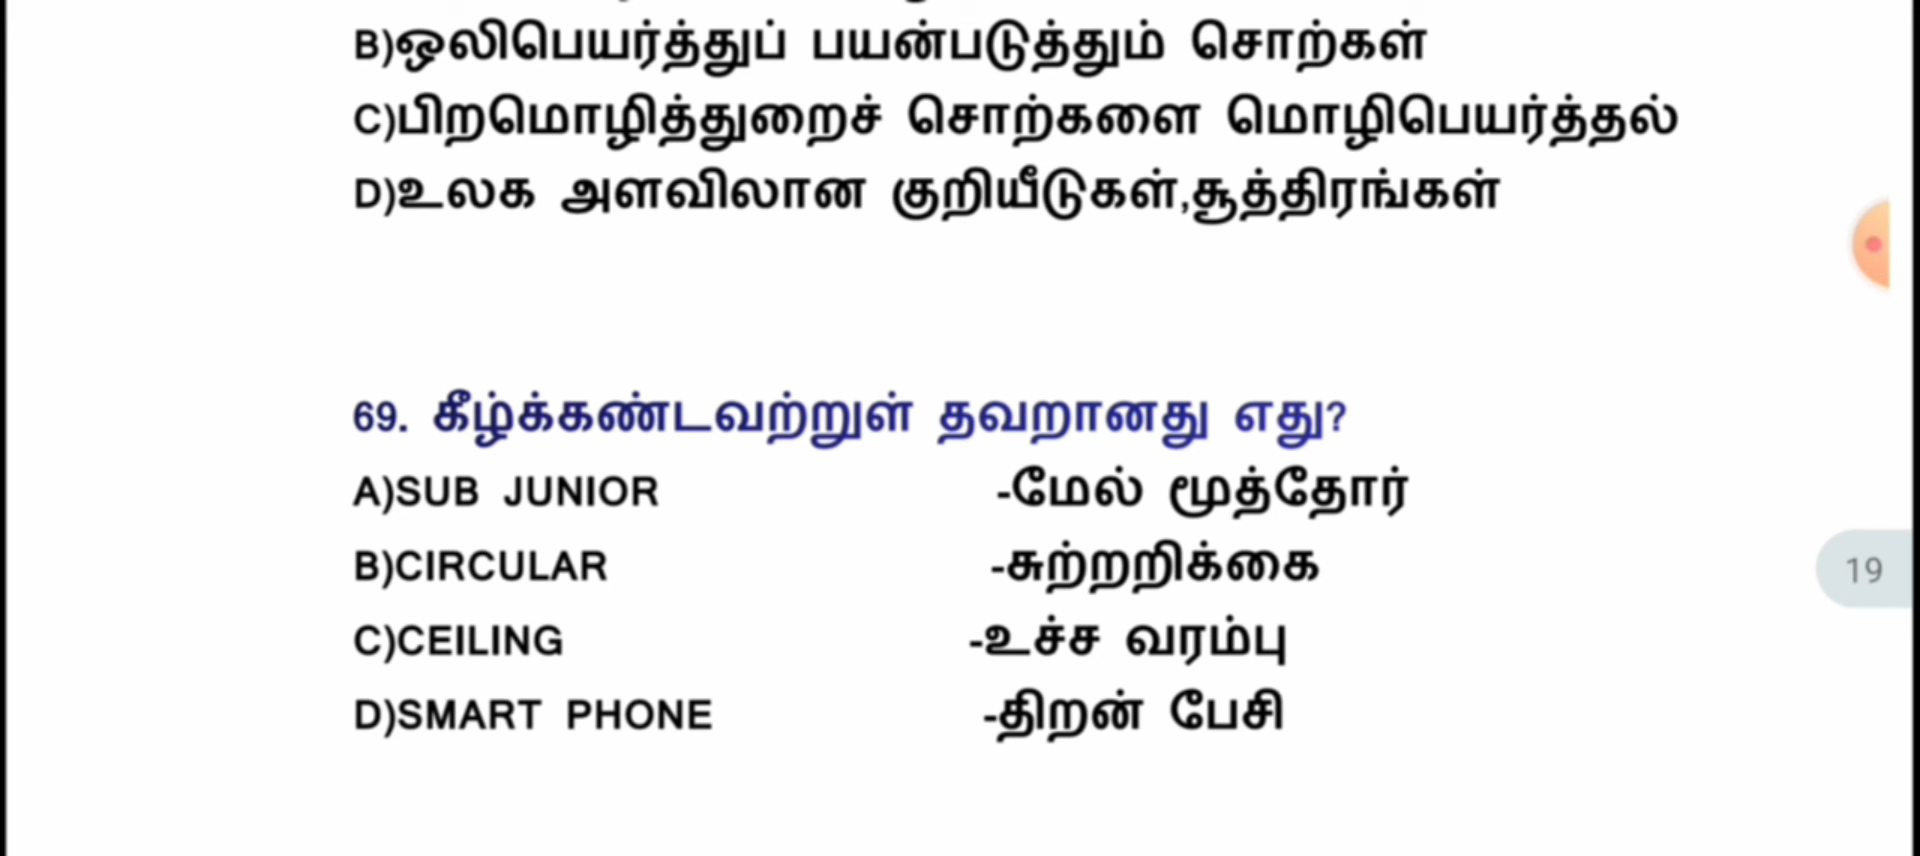 B)ஒலிபெயர்த்துப் பயன்படுத்தும் சொற்கள்
C)பிறமொழித்துறைச் சொற்களை மொழிபெயர்த்தல்
D)உலக அளவிலான குறியீடுகள்,சூத்திரங்கள்
69. கீழ்க்கண்டவற்றுள் தவறானது எது?
A)SUB JUNIOR -மேல் மூத்தோர்
B)CIRCULAR -சுற்றறிக்கை
19
C)CEILING -உச்ச வரம்பு
D)SMART PHONE -திறன் பேசி